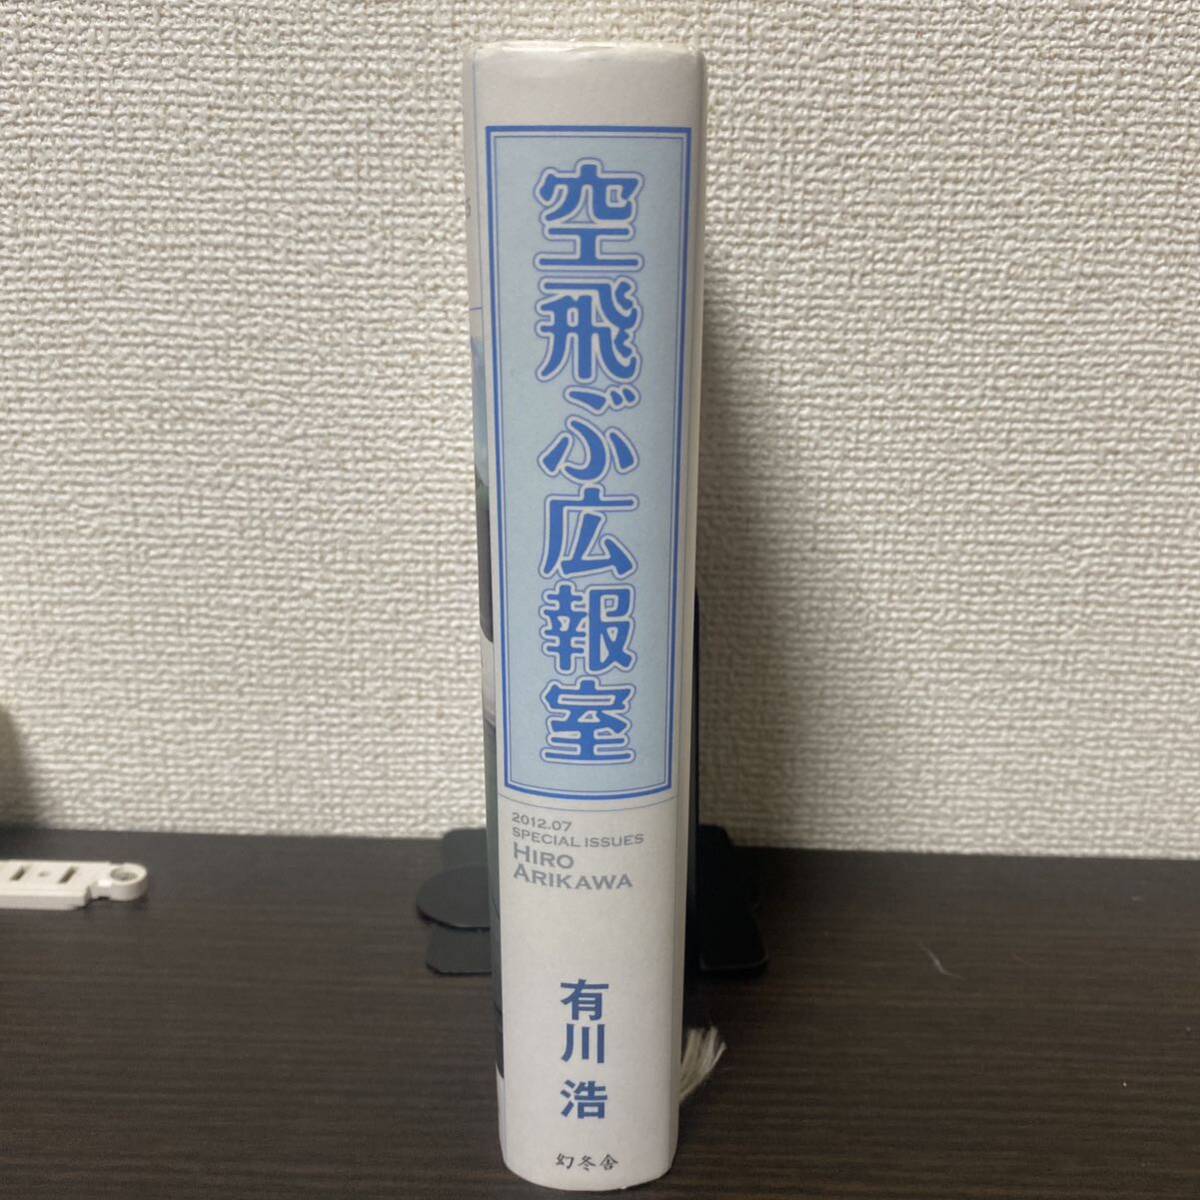 空飛ぶ広報室
2012.07
SPECIAL ISSUES
HIRO
ARIKAWA
有川 浩
幻冬舎